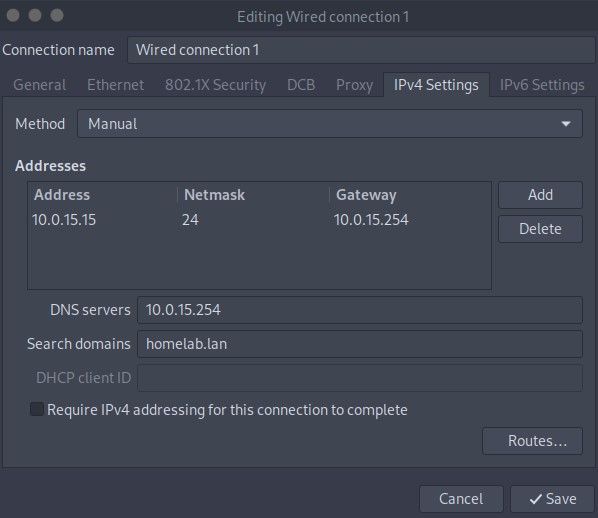 Editing Wired connection 1
Connection name Wired connection 1
General Ethernet 802.1X Security DCB Proxy IPv4 Settings IPv6 Settings
Method Manual
Addresses
Address Netmask Gateway Add
10.0.15.15 24 10.0.15.254 Delete
DNS servers 10.0.15.254
Search domains homelab.lan
DHCP client ID
Require IPv4 addressing for this connection to complete
Routes...
Cancel Save